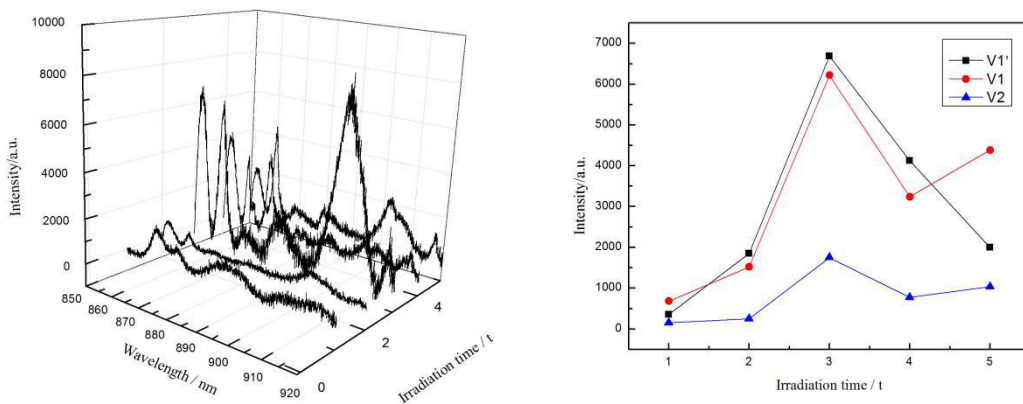 10000
8000
6000
4000
2000
0
Intensity/a.u.
850
860
870
880
890
900
910
920
Wavelength / nm
0
2
4
Irradiation time / t
7000
6000
5000
4000
3000
2000
1000
0
Intensity/a.u.
V1'
V1
V2
1 2 3 4 5
Irradiation time / t